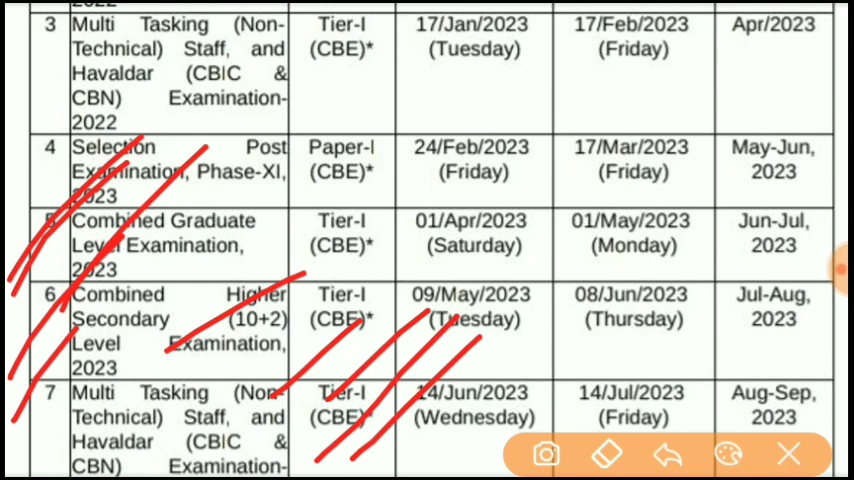 2022
3 Multi Tasking (Non- Tier-I 17/Jan/2023 17/Feb/2023 Apr/2023
Technical) Staff, and (CBE)* (Tuesday) (Friday)
Havaldar (CBIC &
CBN) Examination-
2022
4 Selection Post Paper-I 24/Feb/2023 17/Mar/2023 May-Jun,
Examination, Phase-XI, (CBE)* (Friday) (Friday) 2023
2023
5 Combined Graduate Tier-I 01/Apr/2023 01/May/2023 Jun-Jul,
Level Examination, (CBE)* (Saturday) (Monday) 2023
2023
6 Combined Higher Tier-I 09/May/2023 08/Jun/2023 Jul-Aug,
Secondary (10+2) (CBE)* (Tuesday) (Thursday) 2023
Level Examination,
2023
7 Multi Tasking (Non- Tier-I 14/Jun/2023 14/Jul/2023 Aug-Sep,
Technical) Staff, and (CBE)* (Wednesday) (Friday) 2023
Havaldar (CBIC &
CBN) Examination-